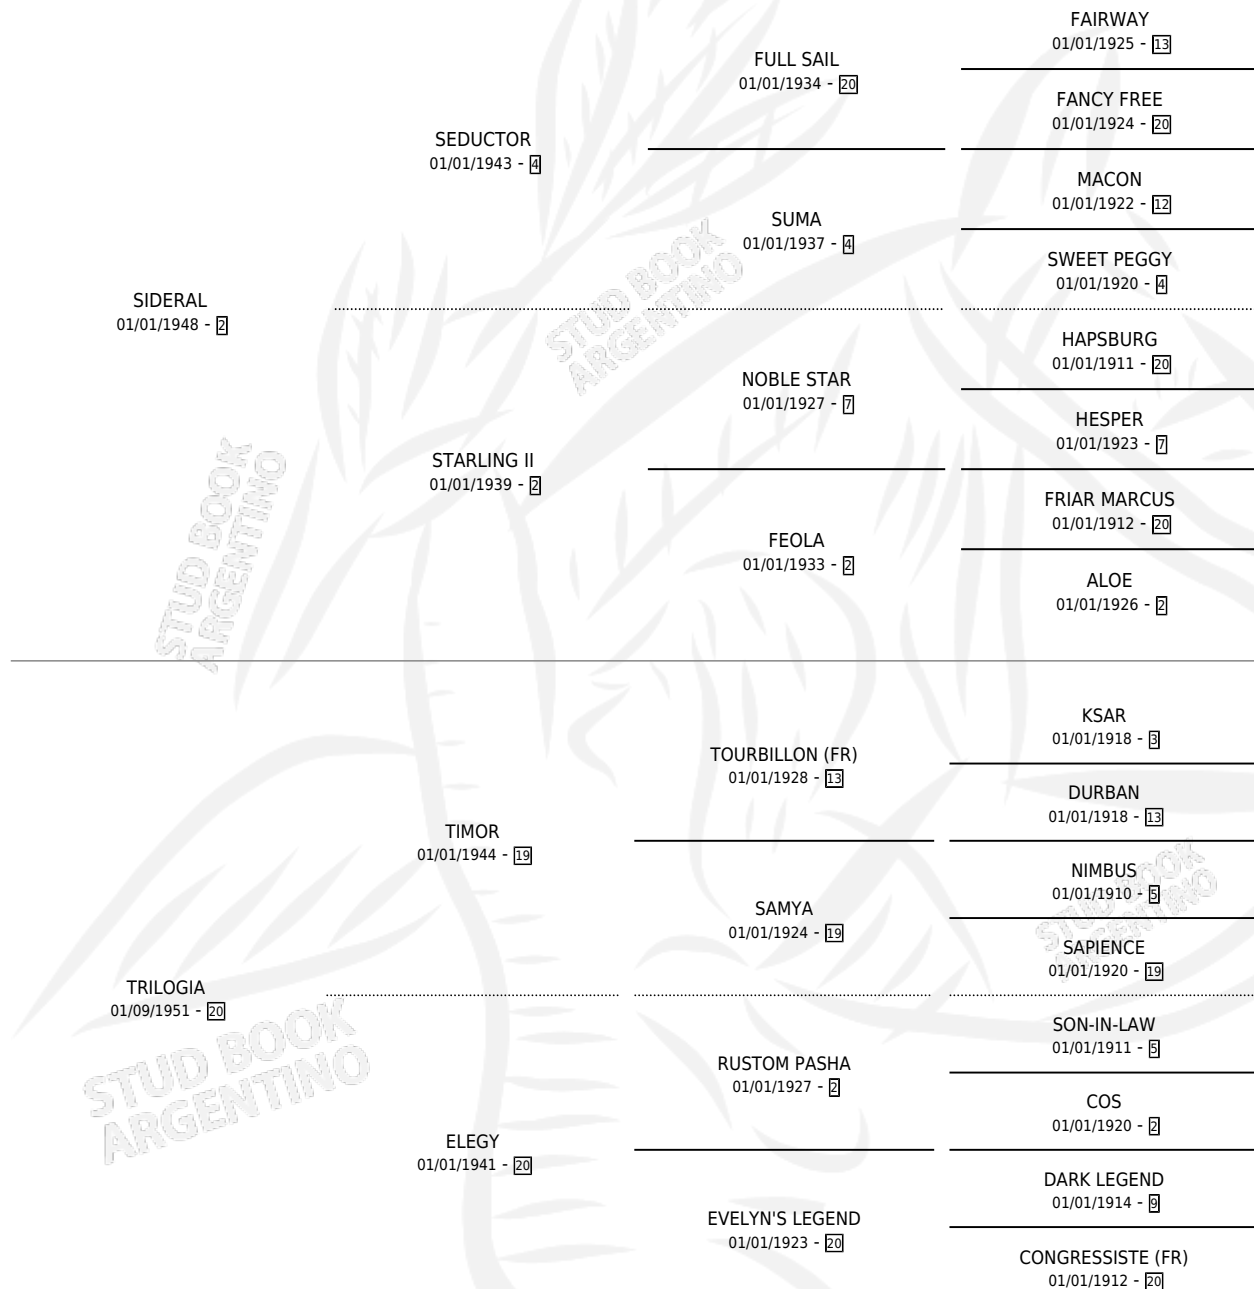 SIDERAL
01/01/1948 - 2
SEDUCTOR
01/01/1943 - 4
FULL SAIL
01/01/1934 - 20
FAIRWAY
01/01/1925 - 13
FANCY FREE
01/01/1924 - 20
SUMA
01/01/1937 - 4
MACON
01/01/1922 - 12
SWEET PEGGY
01/01/1920 - 4
STARLING II
01/01/1939 - 2
NOBLE STAR
01/01/1927 - 7
HAPSBURG
01/01/1911 - 20
HESPER
01/01/1923 - 7
FEOLA
01/01/1933 - 2
FRIAR MARCUS
01/01/1912 - 20
ALOE
01/01/1926 - 2
TRILOGIA
01/09/1951 - 20
TIMOR
01/01/1944 - 19
TOURBILLON (FR)
01/01/1928 - 13
KSAR
01/01/1918 - 3
DURBAN
01/01/1918 - 13
SAMYA
01/01/1924 - 19
NIMBUS
01/01/1910 - 5
SAPIENCE
01/01/1920 - 19
ELEGY
01/01/1941 - 20
RUSTOM PASHA
01/01/1927 - 2
SON-IN-LAW
01/01/1911 - 5
COS
01/01/1920 - 2
EVELYN'S LEGEND
01/01/1923 - 20
DARK LEGEND
01/01/1914 - 9
CONGRESSISTE (FR)
01/01/1912 - 20
STUD BOOK
ARGENTINO
STUD BOOK
ARGENTINO
STUD BOOK
ARGENTINO
STUD BOOK
ARGENTINO